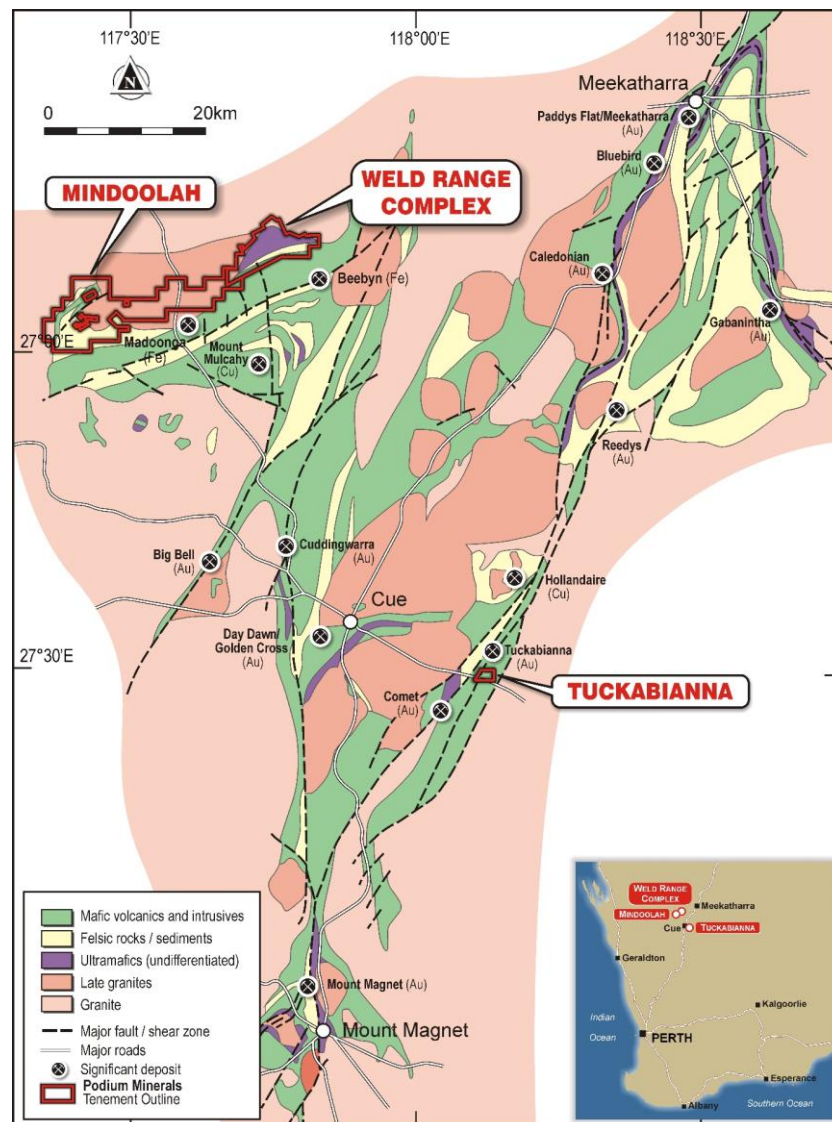 117°30'E
118°00'E
118°30'E
N
0
20km
Meekatharra
Paddys Flat/Meekatharra
(Au)
Bluebird
(Au)
MINDOOLAH
WELD RANGE
COMPLEX
Caledonian
(Au)
Beebyn (Fe)
Gabanintha
(Au)
27°00'E
Madoonga
(Fe)
Mount
Mulcahy
(Cu)
Reedys
(Au)
Big Bell
(Au)
Cuddingwarra
(Au)
Hollandaire
(Cu)
Cue
Day Dawn/
Golden Cross
(Au)
Tuckabianna
(Au)
27°30'E
TUCKABIANNA
Comet
(Au)
Mount Magnet (Au)
Mount Magnet
Mafic volcanics and intrusives
Felsic rocks / sediments
Ultramafics (undifferentiated)
Late granites
Granite
Major fault / shear zone
Major roads
Significant deposit
Podium Minerals
Tenement Outline
WELD RANGE
COMPLEX
MINDOOLAH
Meekatharra
Cue
TUCKABIANNA
Geraldton
Kalgoorlie
Indian
Ocean
PERTH
Esperance
Albany
Southern Ocean